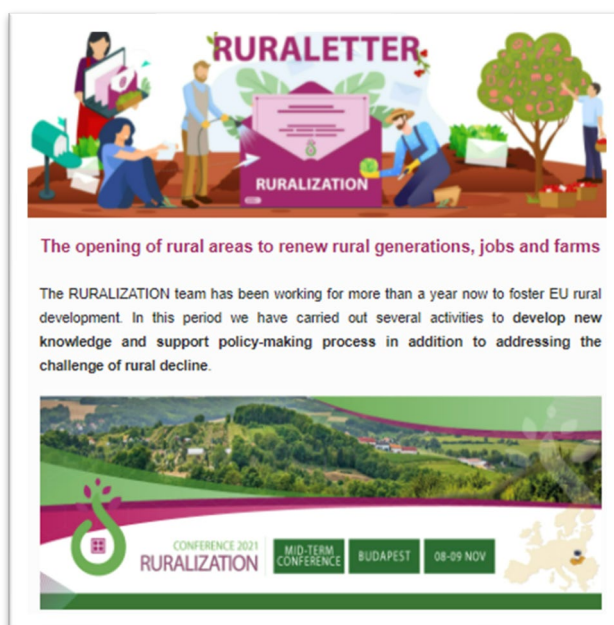 RURALETTER
RURALIZATION
The opening of rural areas to renew rural generations, jobs and farms
The RURALIZATION team has been working for more than a year now to foster EU rural
development. In this period we have carried out several activities to develop new
knowledge and support policy-making process in addition to addressing the
challenge of rural decline.
CONFERENCE 2021
RURALIZATION
MID-TERM
CONFERENCE
BUDAPEST
08-09 NOV